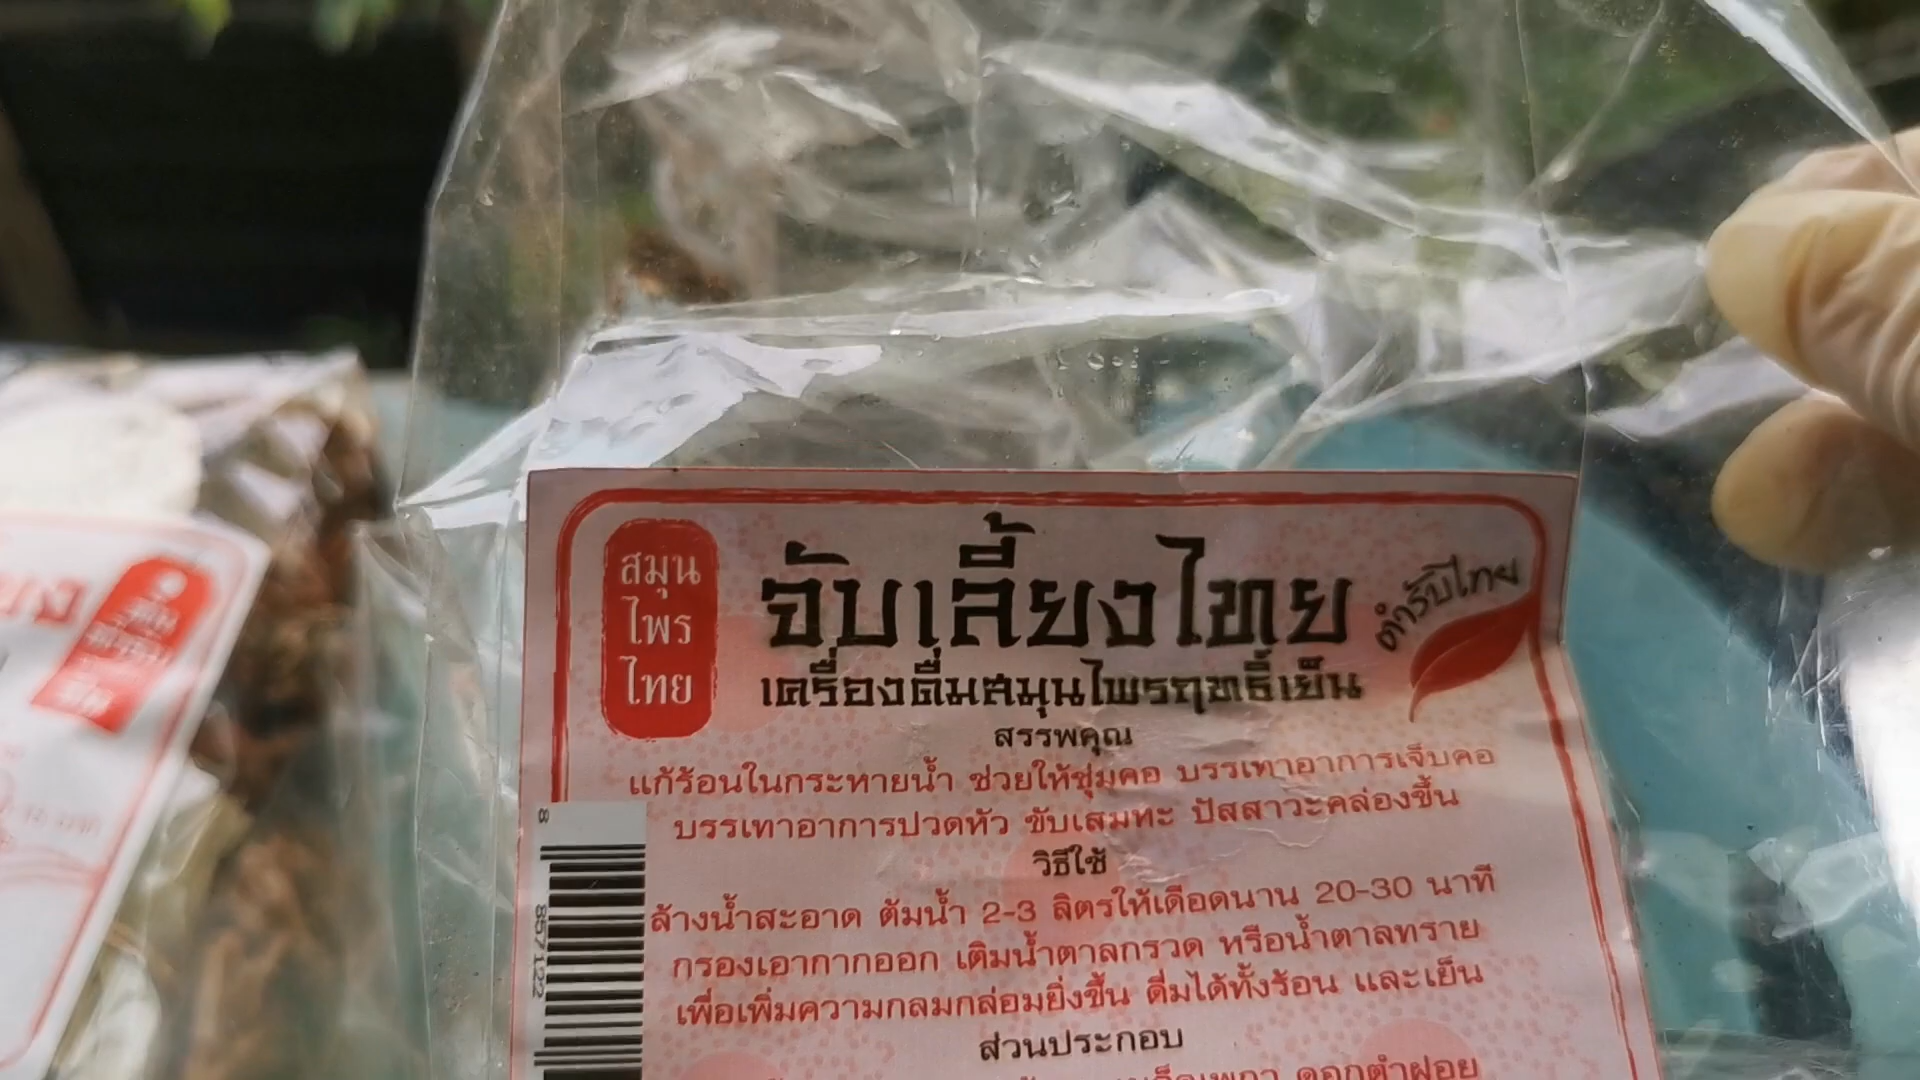 สมุน
ไพร
ไทย
จับเลี้ยงไทย
ตำรับไทย
เครื่องดื่มสมุนไพรฤทธิ์เย็น
สรรพคุณ
แก้ร้อนในกระหายน้ำ ช่วยให้ชุ่มคอ บรรเทาอาการเจ็บคอ
บรรเทาอาการปวดหัว ขับเสมหะ ปัสสาวะคล่องขึ้น
วิธีใช้
ล้างน้ำสะอาด ต้มน้ำ 2-3 ลิตรให้เดือดนาน 20-30 นาที
กรองเอากากออก เติมน้ำตาลกรวด หรือน้ำตาลทราย
เพื่อเพิ่มความกลมกล่อมยิ่งขึ้น ดื่มได้ทั้งร้อน และเย็น
ส่วนประกอบ
ดอกคำฝอย
8 857122